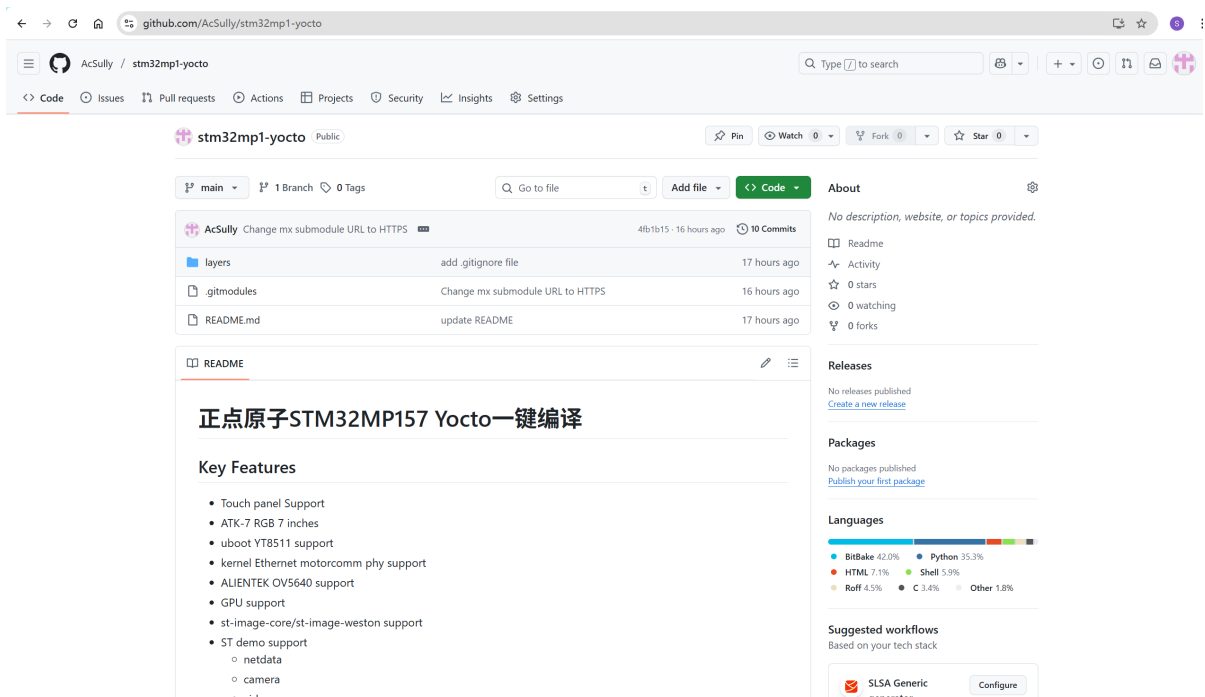 github.com/AcSully/stm32mp1-yocto
S
AcSully / stm32mp1-yocto
Type / to search
Code Issues Pull requests Actions Projects Security Insights Settings
stm32mp1-yocto Public
Pin Watch 0 Fork 0 Star 0
main 1 Branch 0 Tags
Go to file t
Add file Code
AcSully Change mx submodule URL to HTTPS 4fb1b15 · 16 hours ago 10 Commits
layers add .gitignore file 17 hours ago
.gitmodules Change mx submodule URL to HTTPS 16 hours ago
README.md update README 17 hours ago
README
正点原子STM32MP157 Yocto一键编译
Key Features
Touch panel Support
ATK-7 RGB 7 inches
uboot YT8511 support
kernel Ethernet motorcomm phy support
ALIENTEK OV5640 support
GPU support
st-image-core/st-image-weston support
ST demo support
netdata
camera
About
No description, website, or topics provided.
Readme
Activity
0 stars
0 watching
0 forks
Releases
No releases published
Create a new release
Packages
No packages published
Publish your first package
Languages
BitBake 42.0% Python 35.3%
HTML 7.1% Shell 5.9%
Roff 4.5% C 3.4% Other 1.8%
Suggested workflows
Based on your tech stack
SLSA Generic
Configure